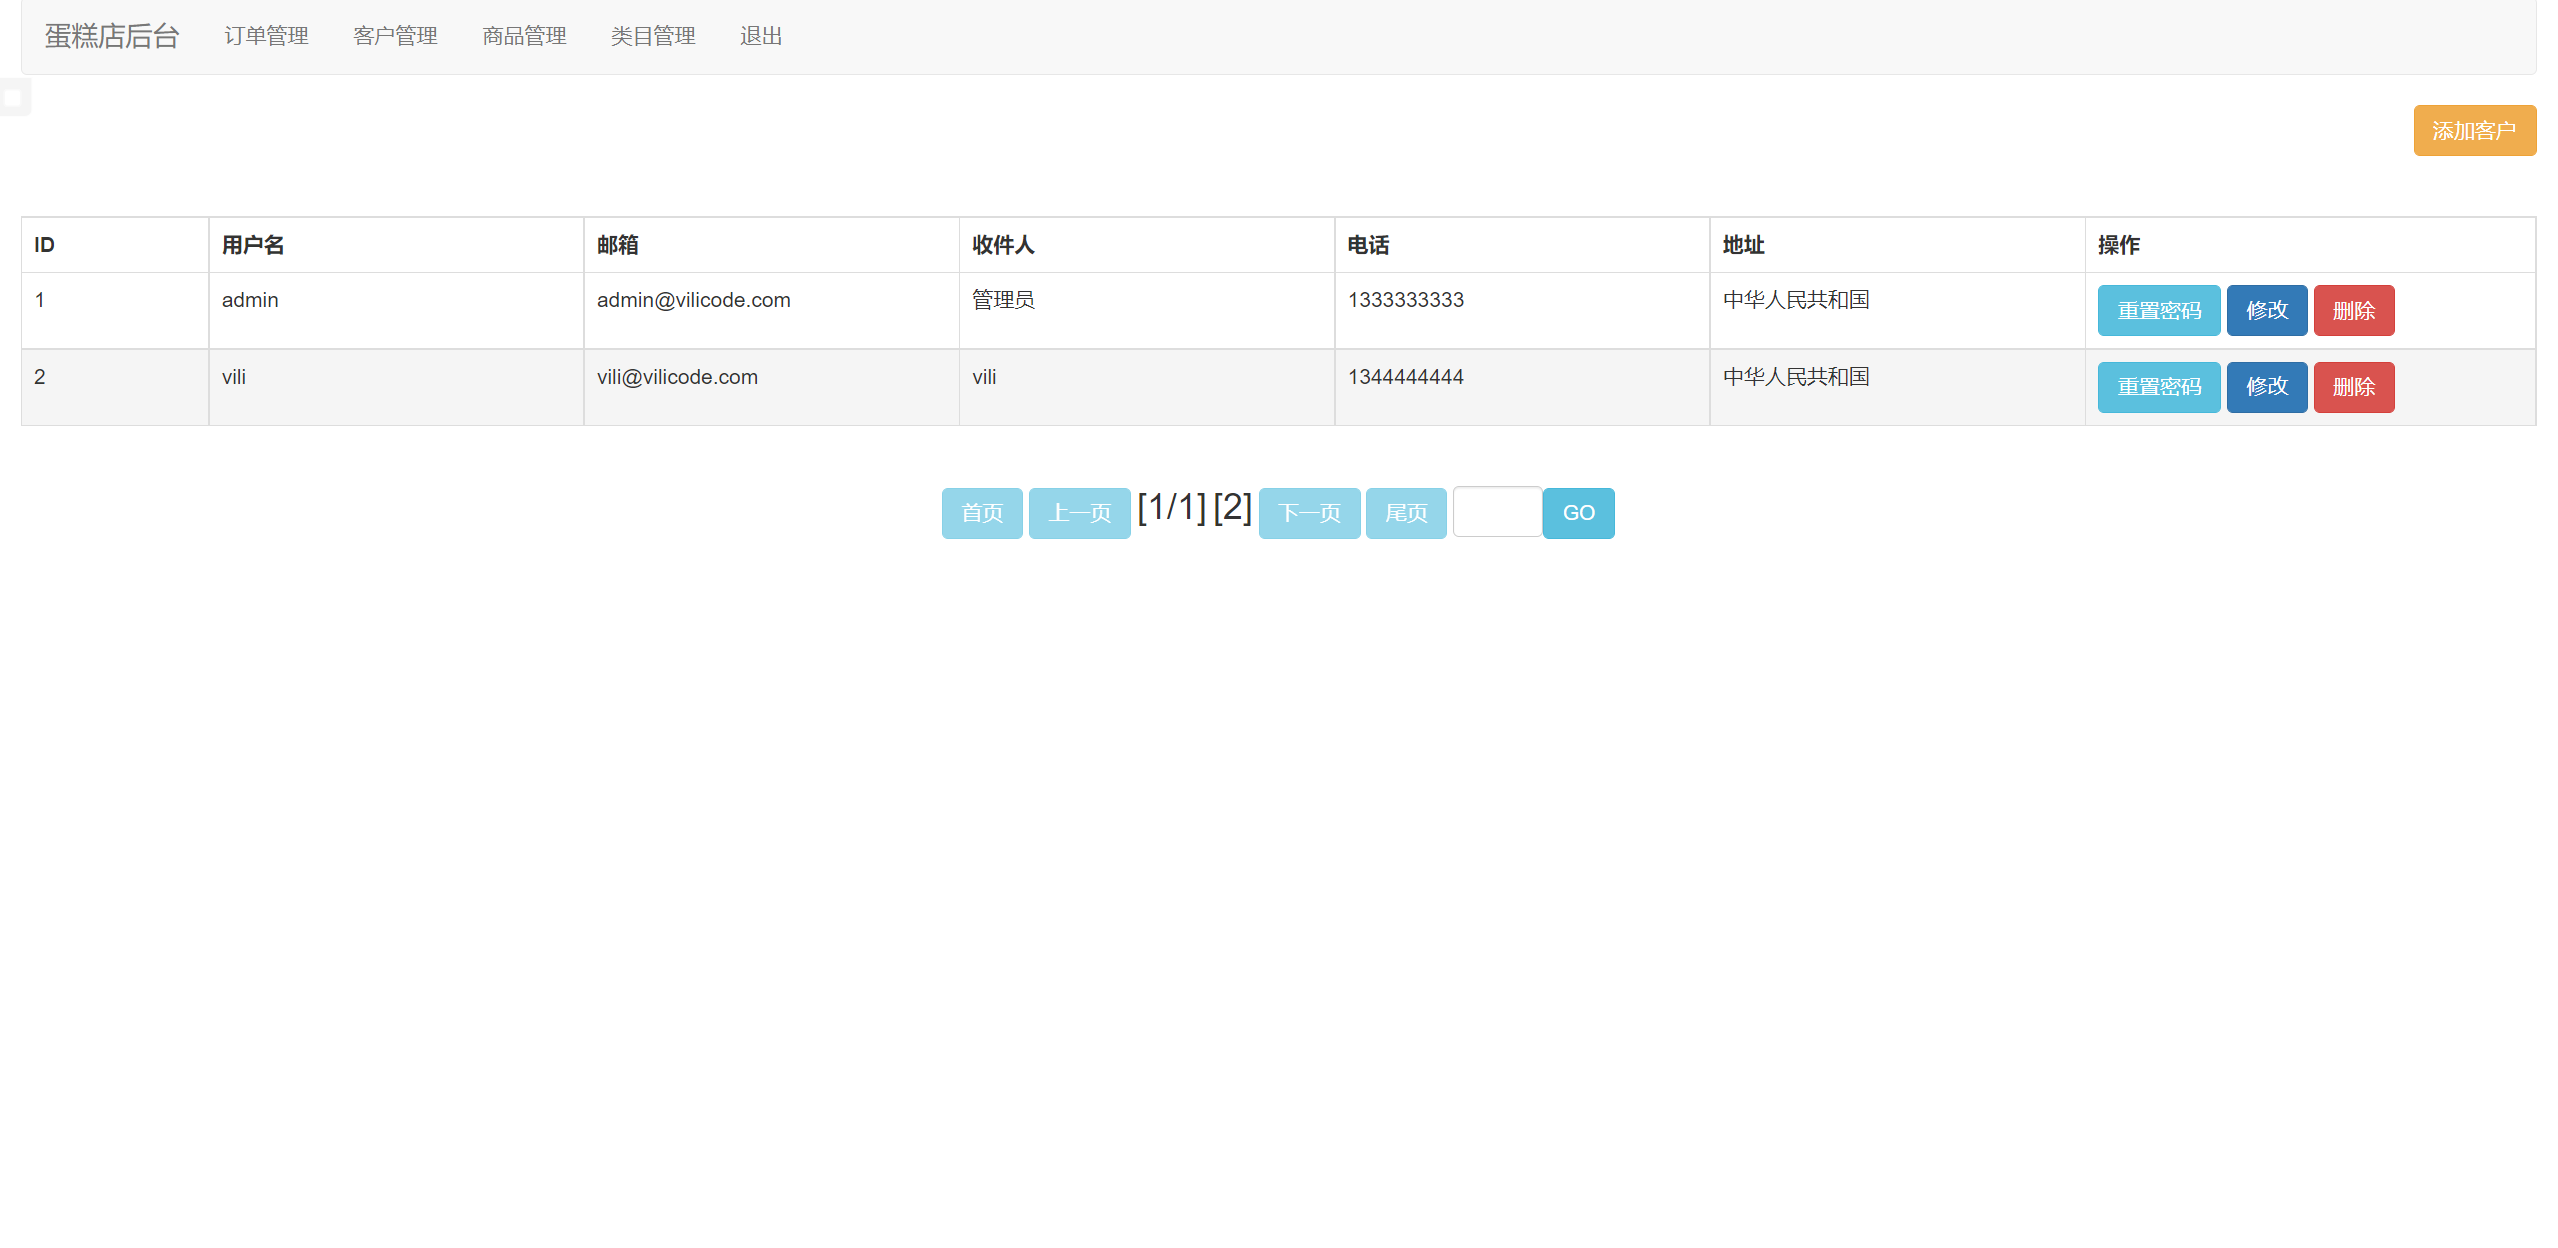 蛋糕店后台 订单管理 客户管理 商品管理 类目管理 退出
添加客户
ID 用户名 邮箱 收件人 电话 地址 操作
1 admin admin@vilicode.com 管理员 1333333333 中华人民共和国 重置密码 修改 删除
2 vili vili@vilicode.com vili 1344444444 中华人民共和国 重置密码 修改 删除
首页 上一页 [1/1] [2] 下一页 尾页 GO